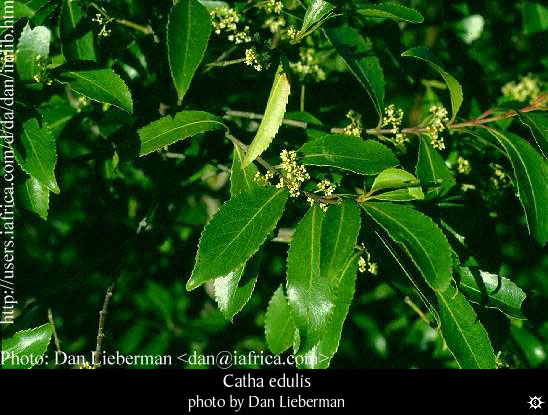 http://users.iafrica.com/d/da/dan/imlib.htm
Photo: Dan Lieberman <dan@iafrica.com>
Catha edulis
photo by Dan Lieberman